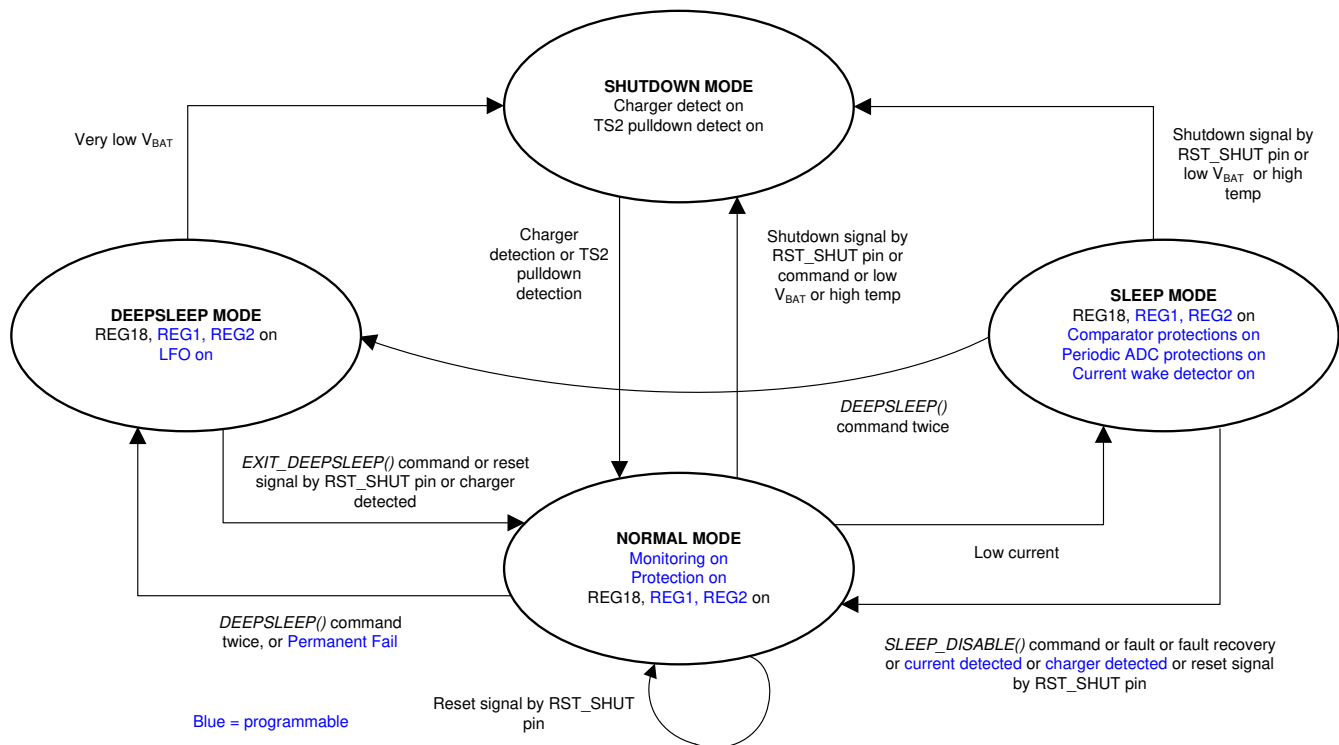 SHUTDOWN MODE
Charger detect on
TS2 pulldown detect on
Very low VBAT
Shutdown signal by
RST_SHUT pin or
low VBAT or high
temp
Charger
detection or TS2
pulldown
detection
Shutdown signal by
RST_SHUT pin or
command or low
VBAT or high temp
DEEPSLEEP MODE
REG18, REG1, REG2 on
LFO on
SLEEP MODE
REG18, REG1, REG2 on
Comparator protections on
Periodic ADC protections on
Current wake detector on
DEEPSLEEP()
command twice
EXIT_DEEPSLEEP() command or reset
signal by RST_SHUT pin or charger
detected
NORMAL MODE
Monitoring on
Protection on
REG18, REG1, REG2 on
Low current
DEEPSLEEP() command
twice, or Permanent Fail
SLEEP_DISABLE() command or fault or fault recovery
or current detected or charger detected or reset signal
by RST_SHUT pin
Reset signal by RST_SHUT
pin
Blue = programmable